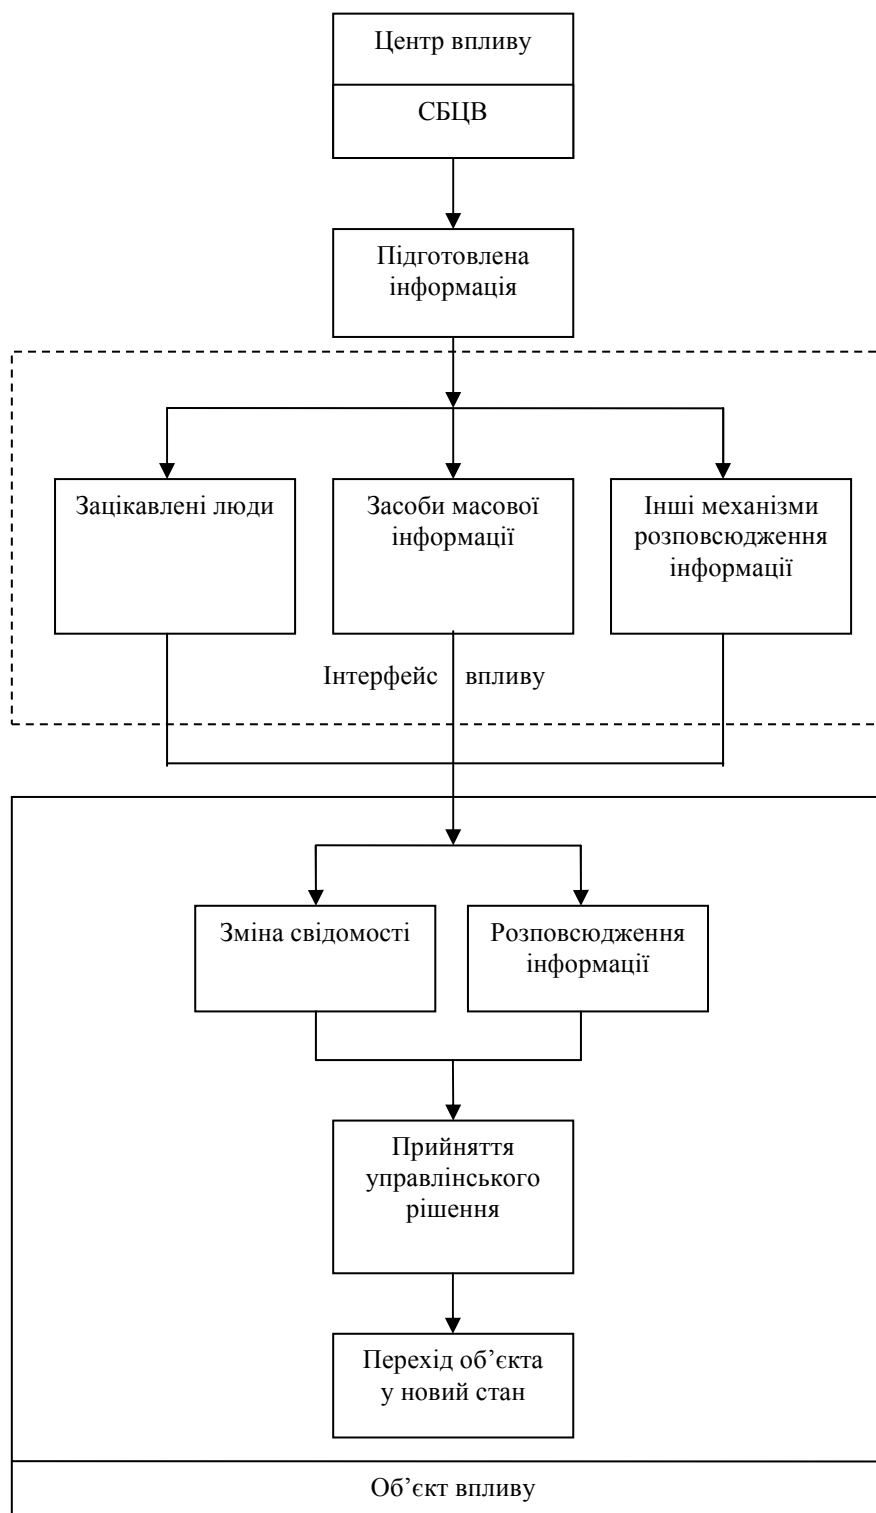 Центр впливу
СБЦВ
Підготовлена
інформація
Зацікавлені люди
Засоби масової
інформації
Інші механізми
розповсюдження
інформації
Інтерфейс впливу
Зміна свідомості
Розповсюдження
інформації
Прийняття
управлінського
рішення
Перехід об’єкта
у новий стан
Об’єкт впливу